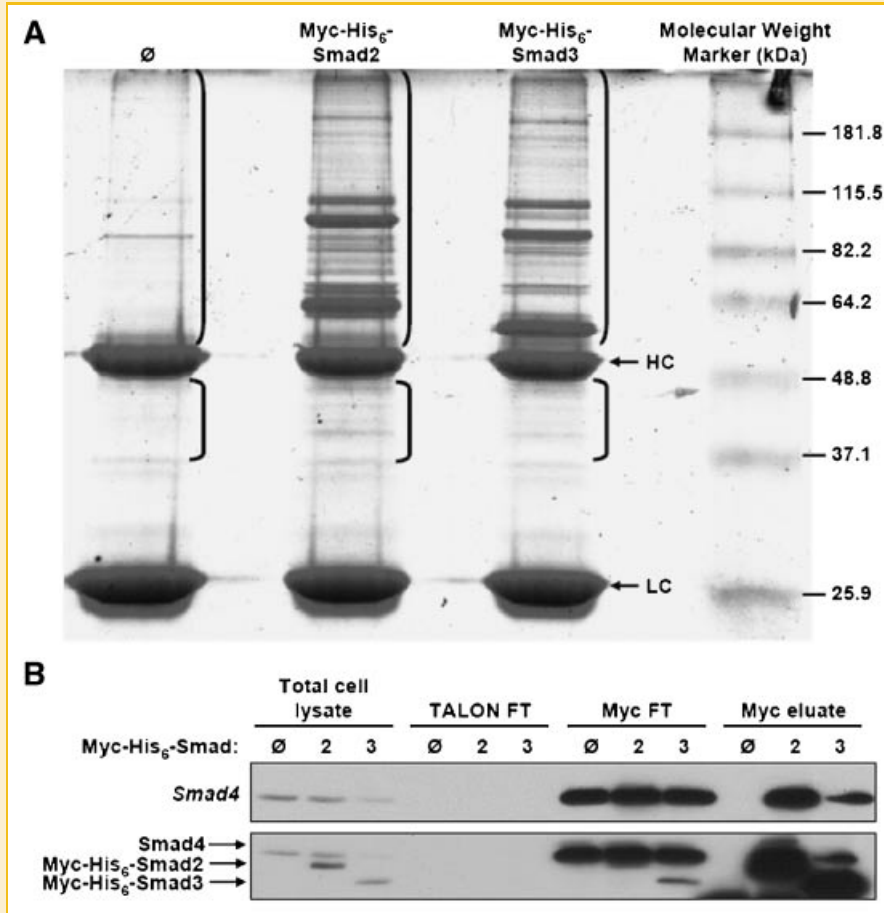 A
Ø
Myc-His6-
Smad2
Myc-His6-
Smad3
Molecular Weight
Marker (kDa)
181.8
115.5
82.2
64.2
HC
48.8
37.1
LC
25.9
B
Total cell
lysate
TALON FT
Myc FT
Myc eluate
Myc-His6-Smad: Ø 2 3 Ø 2 3 Ø 2 3 Ø 2 3
Smad4
Smad4
Myc-His6-Smad2
Myc-His6-Smad3